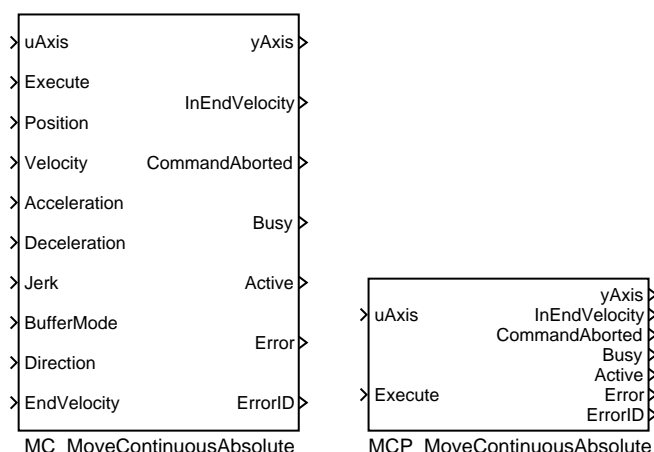 uAxis
Execute
Position
Velocity
Acceleration
Deceleration
Jerk
BufferMode
Direction
EndVelocity
yAxis
InEndVelocity
CommandAborted
Busy
Active
Error
ErrorID
MC_MoveContinuousAbsolute
uAxis
Execute
yAxis
InEndVelocity
CommandAborted
Busy
Active
Error
ErrorID
MCP_MoveContinuousAbsolute